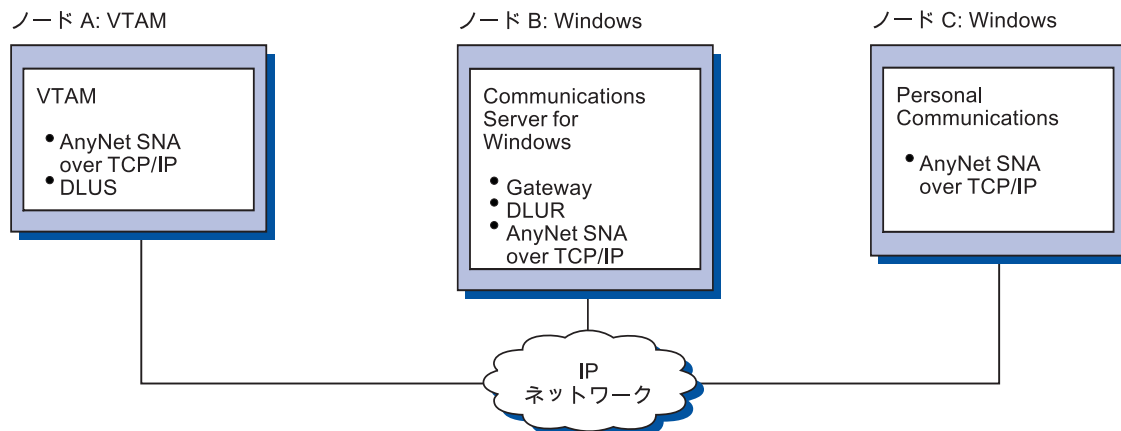 ノード A: VTAM
VTAM
• AnyNet SNA
over TCP/IP
• DLUS
ノード B: Windows
Communications
Server for
Windows
• Gateway
• DLUR
• AnyNet SNA
over TCP/IP
ノード C: Windows
Personal
Communications
• AnyNet SNA
over TCP/IP
IP
ネットワーク